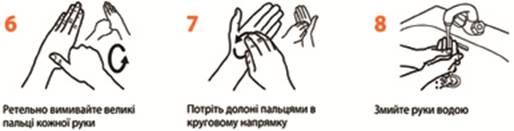 6
7
8
Ретельно вимивайте великі
пальці кожної руки
Потріть долоні пальцями в
круговому напрямку
Змийте руки водою